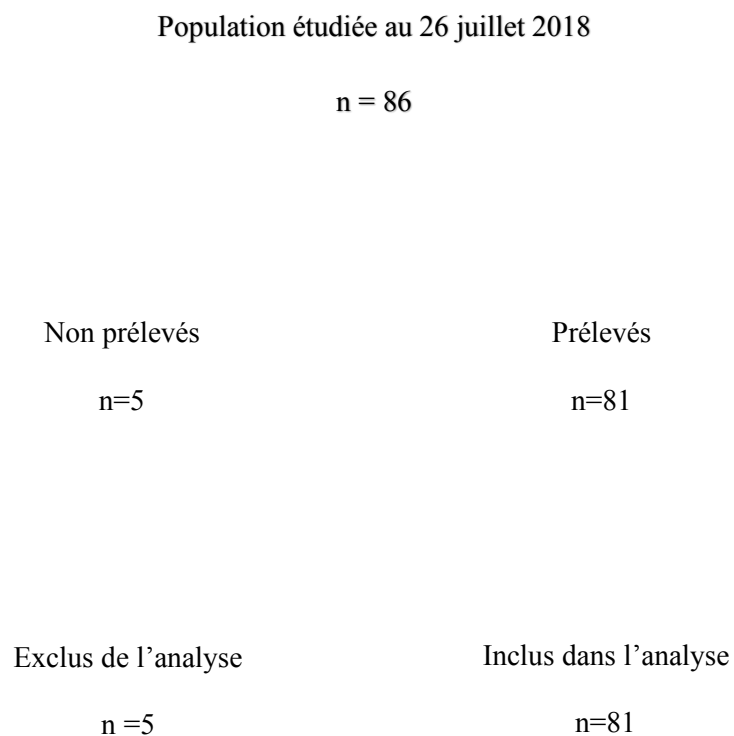 Population étudiée au 26 juillet 2018
n = 86
Non prélevés
n=5
Prélevés
n=81
Exclus de l’analyse
n =5
Inclus dans l’analyse
n=81